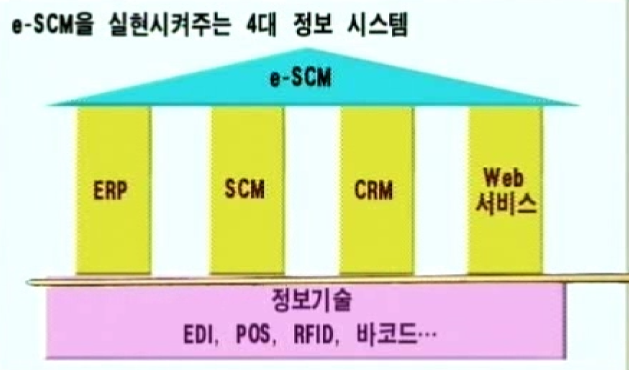 e-SCM을 실현시켜주는 4대 정보 시스템
e-SCM
ERP
SCM
CRM
Web
서비스
정보기술
EDI, POS, RFID, 바코드…